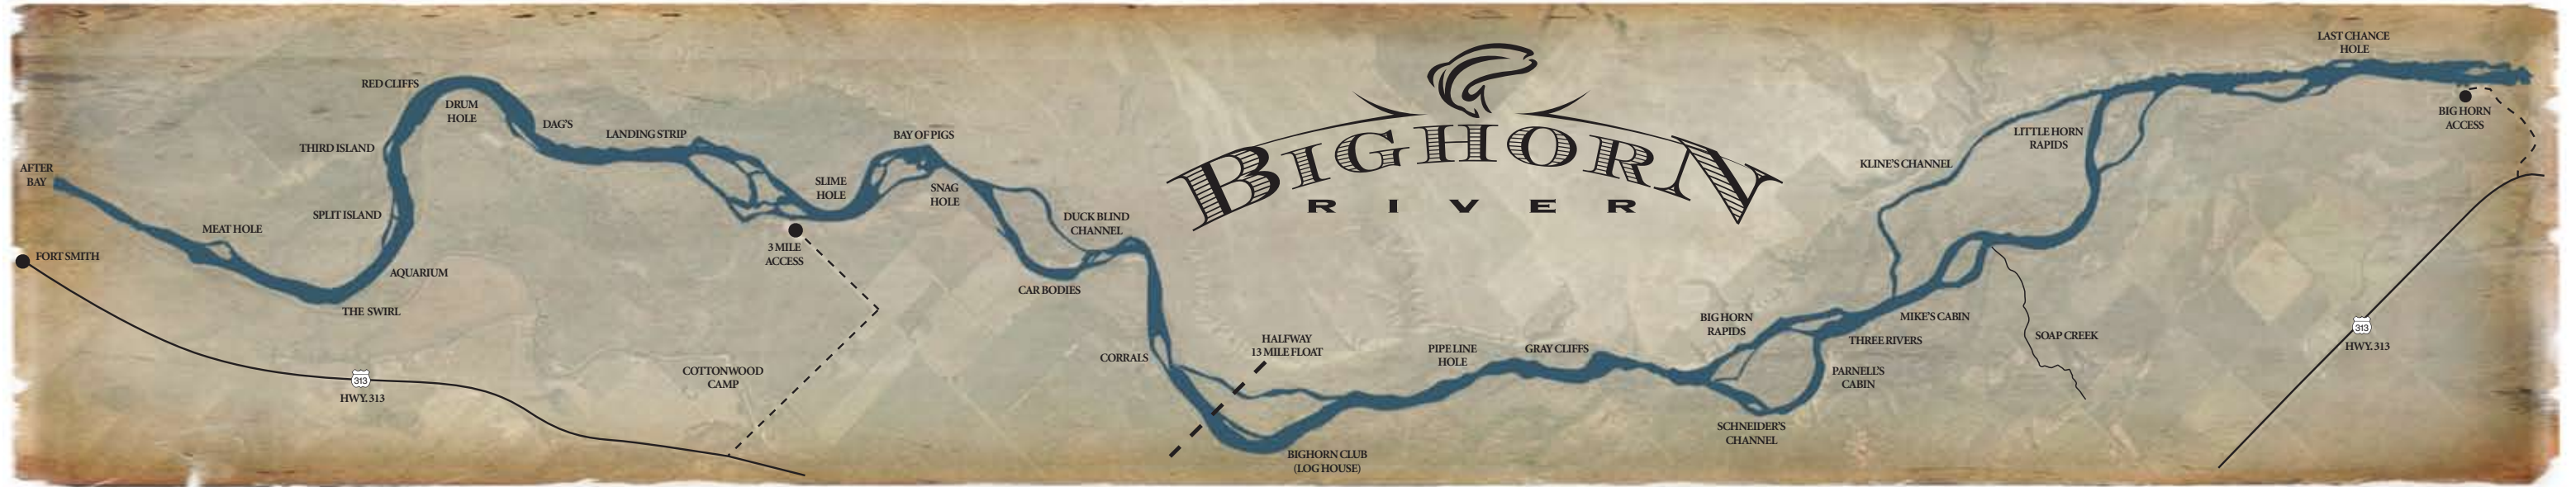 BIGHORN
RIVER
AFTER
BAY
FORT SMITH
MEAT HOLE
THE SWIRL
AQUARIUM
SPLIT ISLAND
THIRD ISLAND
RED CLIFFS
DRUM
HOLE
DAG'S
LANDING STRIP
SLIME
HOLE
3 MILE
ACCESS
BAY OF PIGS
SNAG
HOLE
DUCK BLIND
CHANNEL
CAR BODIES
313
HWY. 313
COTTONWOOD
CAMP
CORRALS
HALFWAY
13 MILE FLOAT
BIGHORN CLUB
(LOG HOUSE)
PIPE LINE
HOLE
GRAY CLIFFS
BIG HORN
RAPIDS
SCHNEIDER'S
CHANNEL
PARNELL'S
CABIN
THREE RIVERS
MIKE'S CABIN
SOAP CREEK
KLINE'S CHANNEL
LITTLE HORN
RAPIDS
LAST CHANCE
HOLE
BIG HORN
ACCESS
313
HWY. 313